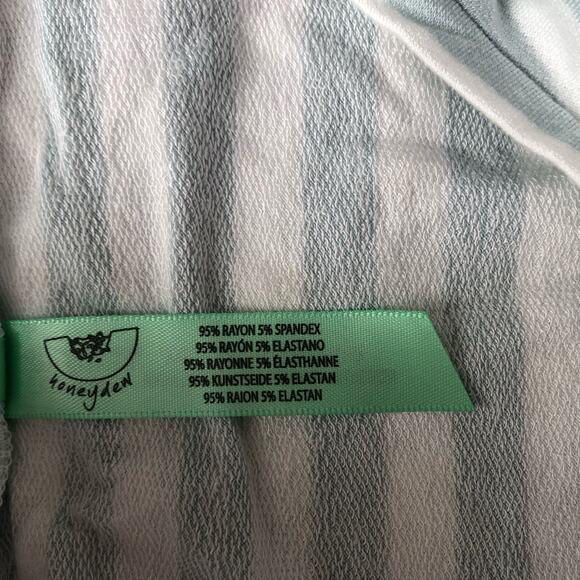 honeydew
95% RAYON 5% SPANDEX
95% RAYÓN 5% ELASTANO
95% RAYONNE 5% ÉLASTHANNE
95% KUNSTSEIDE 5% ELASTAN
95% RAION 5% ELASTAN